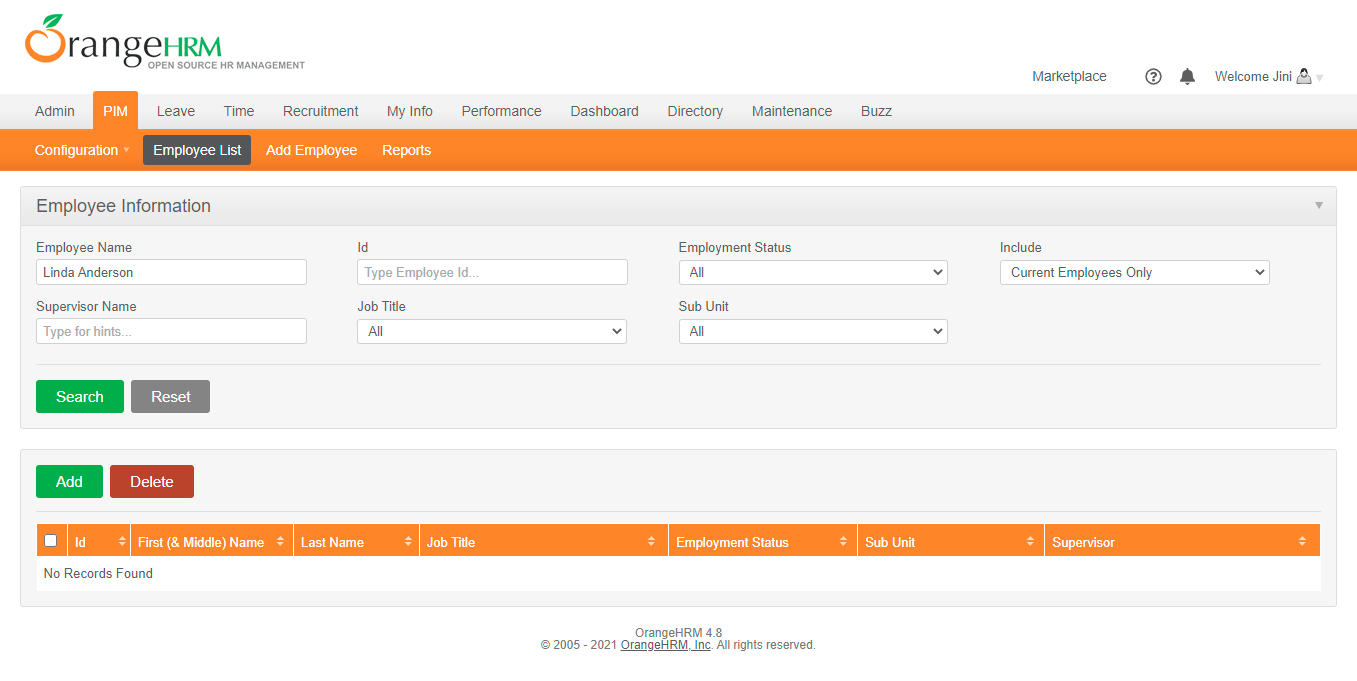 OrangeHRM
OPEN SOURCE HR MANAGEMENT
Marketplace ? Welcome Jini
Admin PIM Leave Time Recruitment My Info Performance Dashboard Directory Maintenance Buzz
Configuration Employee List Add Employee Reports
Employee Information
Employee Name Id Employment Status Include
Linda Anderson Type Employee Id... All Current Employees Only
Supervisor Name Job Title Sub Unit
Type for hints... All All
Search Reset
Add Delete
Id First (& Middle) Name Last Name Job Title Employment Status Sub Unit Supervisor
No Records Found
OrangeHRM 4.8
© 2005 - 2021 OrangeHRM, Inc. All rights reserved.